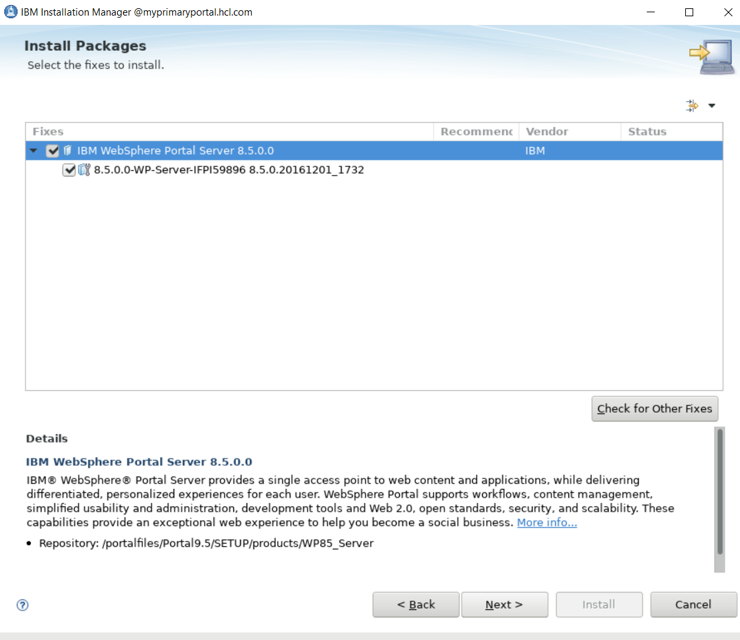 IBM Installation Manager @myprimaryportal.hcl.com
Install Packages
Select the fixes to install.
Fixes Recommenc Vendor Status
IBM WebSphere Portal Server 8.5.0.0 IBM
8.5.0.0-WP-Server-IFPI59896 8.5.0.20161201_1732
Check for Other Fixes
Details
IBM WebSphere Portal Server 8.5.0.0
IBM® WebSphere® Portal Server provides a single access point to web content and applications, while delivering
differentiated, personalized experiences for each user. WebSphere Portal supports workflows, content management,
simplified usability and administration, development tools and Web 2.0, open standards, security, and scalability. These
capabilities provide an exceptional web experience to help you become a social business. More info...
• Repository: /portalfiles/Portal9.5/SETUP/products/WP85_Server
? < Back Next > Install Cancel